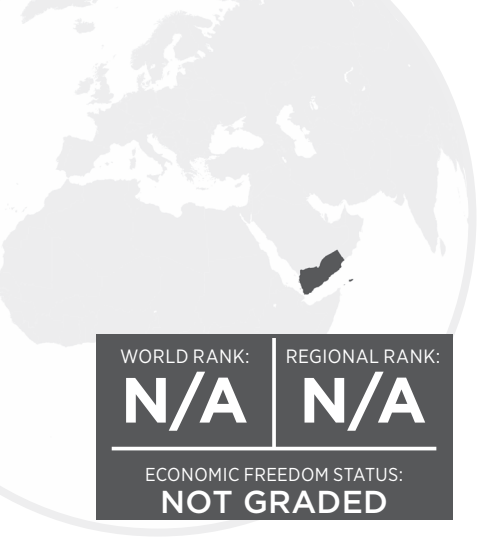 WORLD RANK: REGIONAL RANK:
N/A N/A
ECONOMIC FREEDOM STATUS:
NOT GRADED